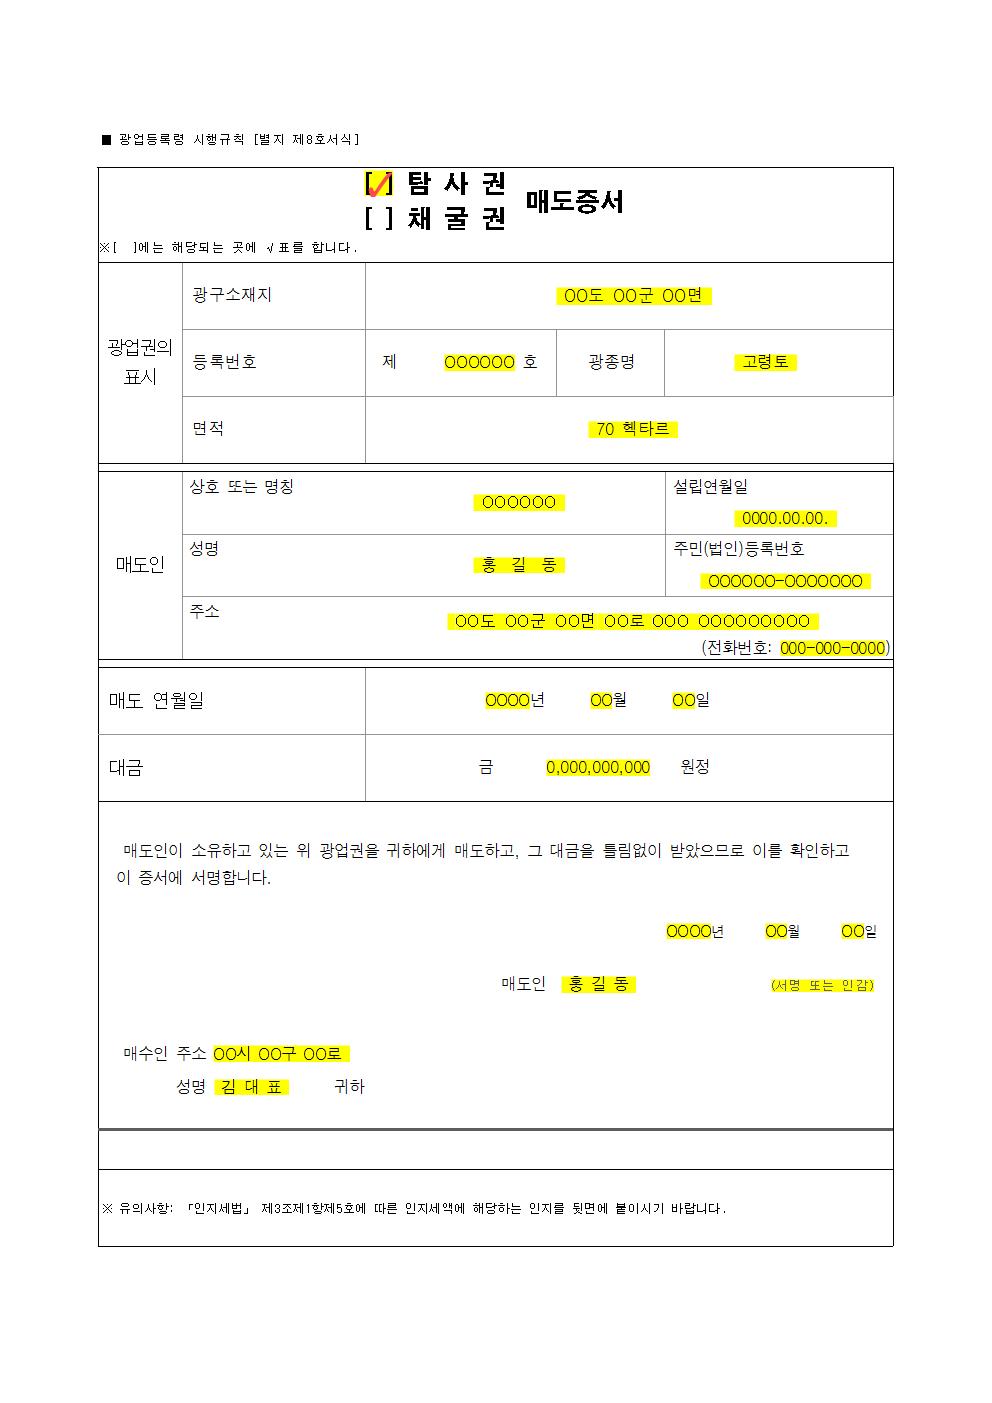 ■ 광업등록령 시행규칙 [별지 제8호서식]
[✓] 탐 사 권
매도증서
[ ] 채 굴 권
※[  ]에는 해당되는 곳에 √표를 합니다.
광업권의 표시
광구소재지
OO도 OO군 OO면
등록번호
제 OOOOOO 호
광종명
고령토
면적
70 헥타르
매도인
상호 또는 명칭
OOOOOO
설립연월일
0000.00.00.
성명
홍 길 동
주민(법인)등록번호
OOOOOO-OOOOOOO
주소
OO도 OO군 OO면 OO로 OOO OOOOOOOOO
(전화번호: 000-000-0000)
매도 연월일
OOOO년 OO월 OO일
대금
금 0,000,000,000 원정
매도인이 소유하고 있는 위 광업권을 귀하에게 매도하고, 그 대금을 틀림없이 받았으므로 이를 확인하고
이 증서에 서명합니다.
OOOO년 OO월 OO일
매도인 홍 길 동 (서명 또는 인감)
매수인 주소 OO시 OO구 OO로
성명 김 대 표 귀하
※ 유의사항: 「인지세법」 제3조제1항제5호에 따른 인지세액에 해당하는 인지를 뒷면에 붙이시기 바랍니다.